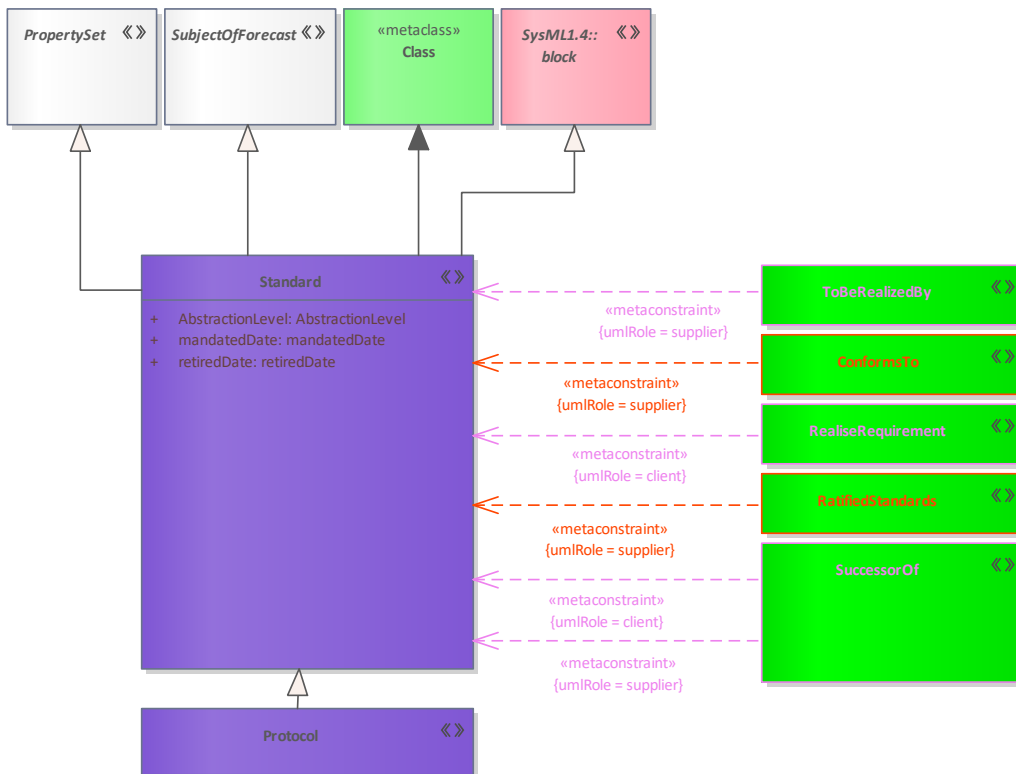 PropertySet «»
SubjectOfForecast «»
«metaclass»
Class
SysML1.4::
block
«»
Standard «»
+ AbstractionLevel: AbstractionLevel
+ mandatedDate: mandatedDate
+ retiredDate: retiredDate
ToBeRealizedBy «»
«metaconstraint»
{umlRole = supplier}
ConformsTo «»
«metaconstraint»
{umlRole = supplier}
RealiseRequirement «»
«metaconstraint»
{umlRole = client}
RatifiedStandards «»
«metaconstraint»
{umlRole = supplier}
SuccessorOf «»
«metaconstraint»
{umlRole = client}
«metaconstraint»
{umlRole = supplier}
Protocol «»